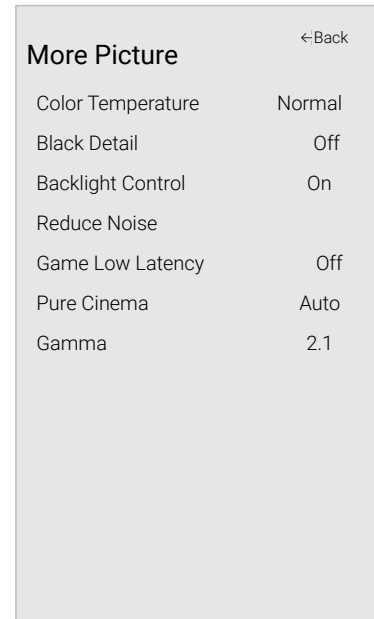 ←Back
More Picture
Color Temperature Normal
Black Detail Off
Backlight Control On
Reduce Noise
Game Low Latency Off
Pure Cinema Auto
Gamma 2.1